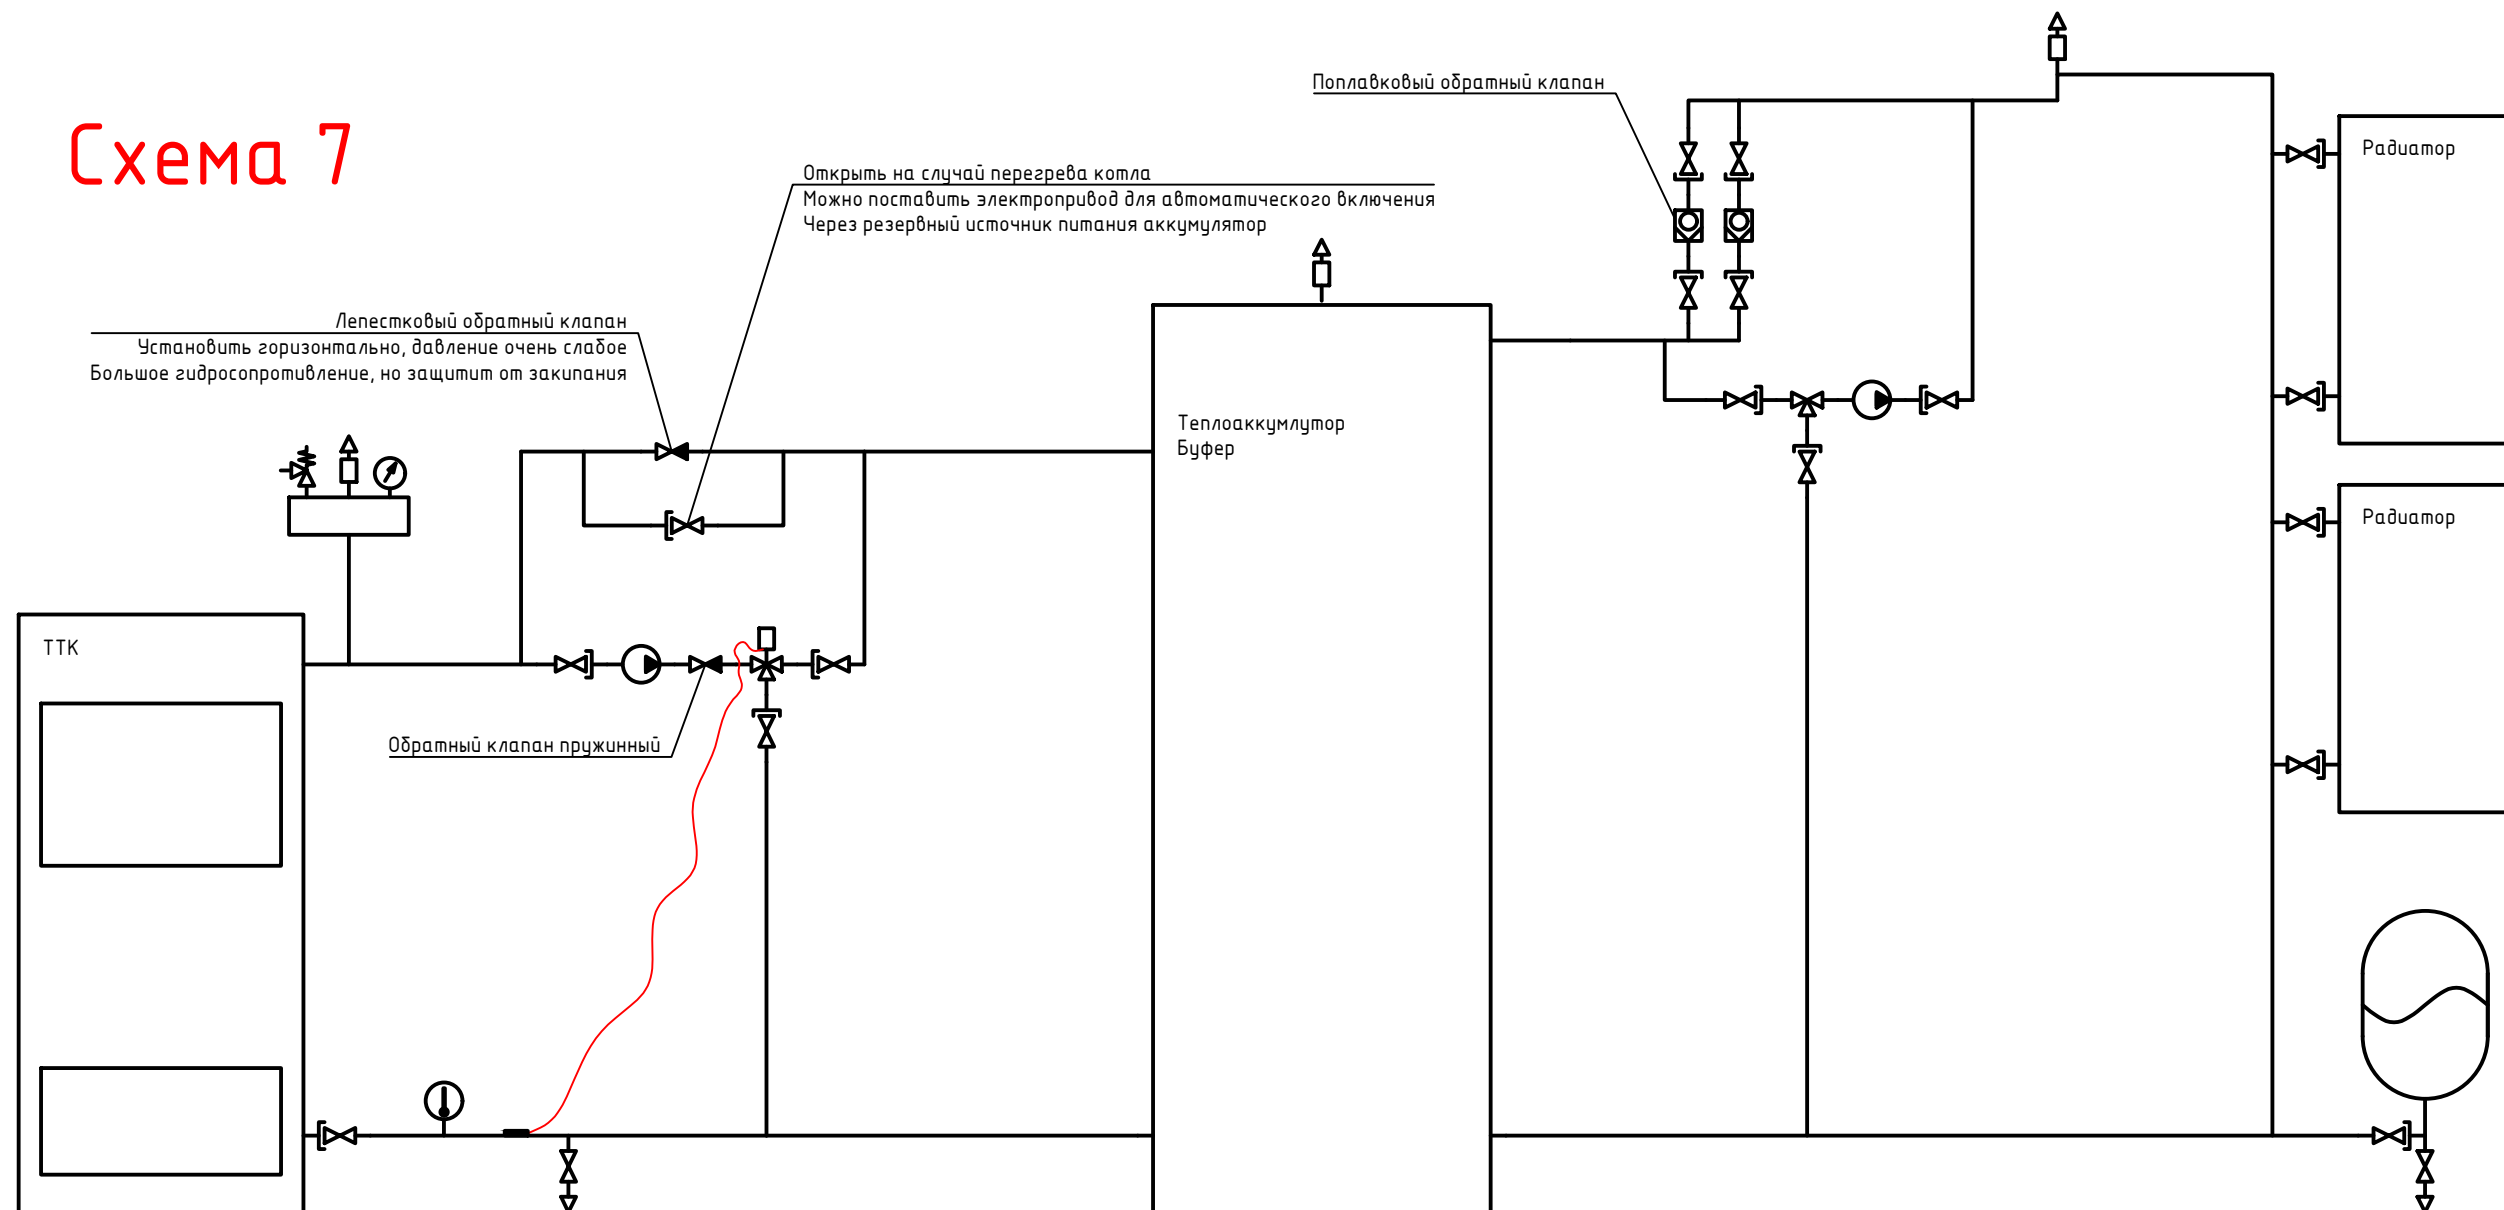 Схема 7
Поплавковый обратный клапан
Открыть на случай перегрева котла
Можно поставить электропривод для автоматического включения
Через резервный источник питания аккумулятор
Лепестковый обратный клапан
Установить горизонтально, давление очень слабое
Большое гидросопротивление, но защитит от закипания
Радиатор
Теплоаккумлутор
Буфер
Радиатор
ТТК
Обратный клапан пружинный